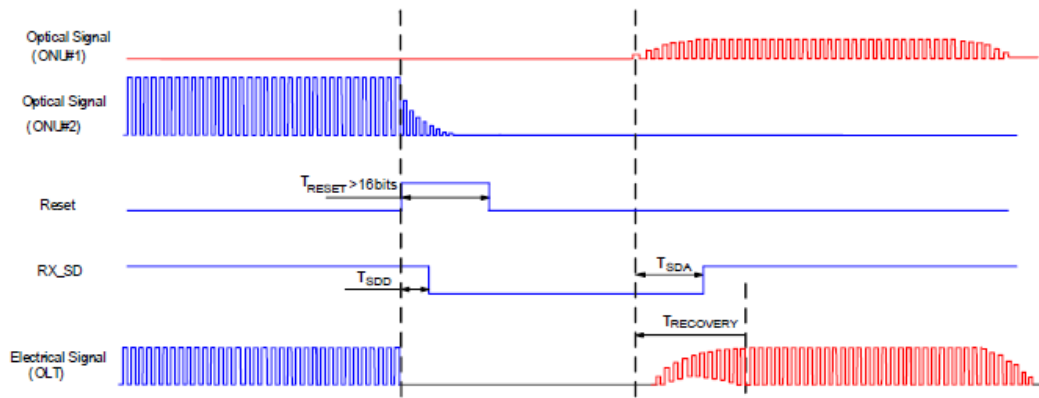 Optical Signal
(ONU#1)
Optical Signal
(ONU#2)
TRESET >16bits
Reset
RX_SD
TSDD
TSDA
TRECOVERY
Electrical Signal
(OLT)